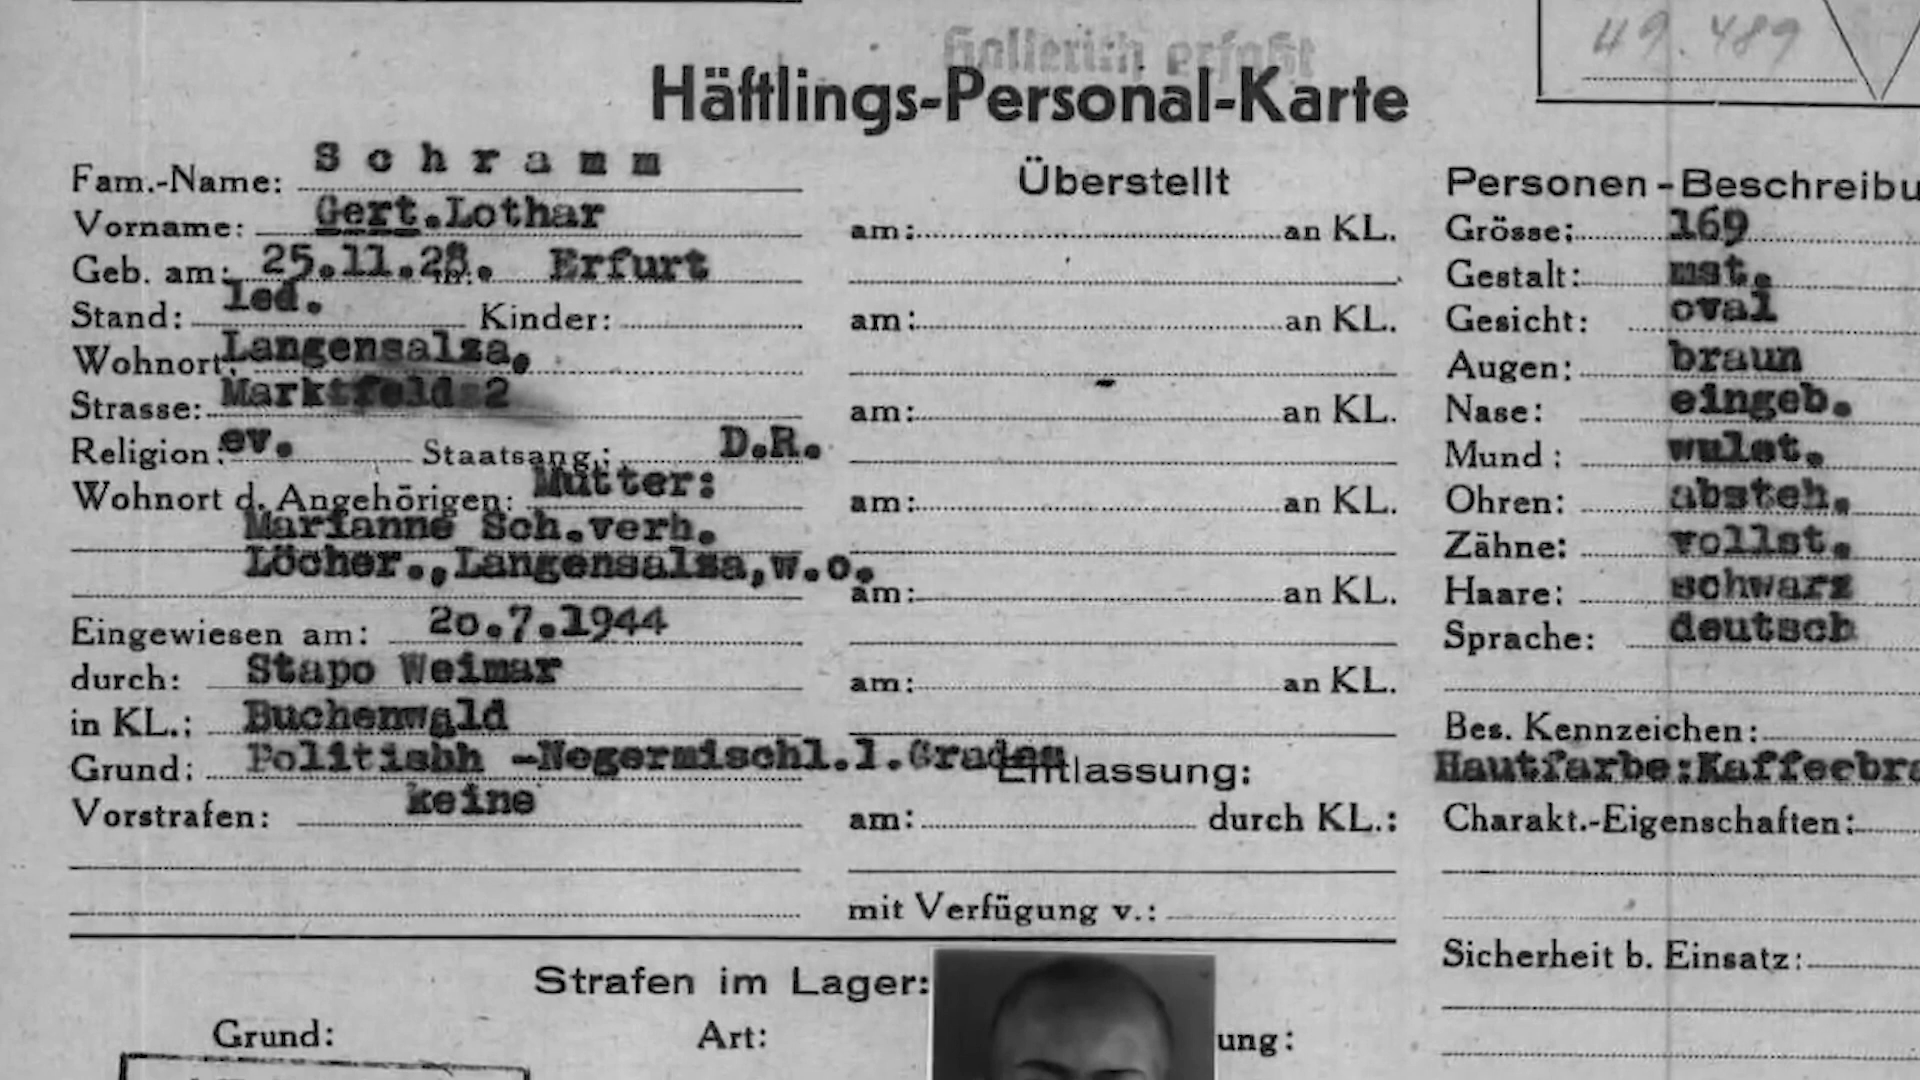 49.489
Hollerith erfaßt
Häftlings-Personal-Karte
Fam.-Name: Schramm
Vorname: Gert.Lothar
Geb. am: 25.11.28. Erfurt
Stand: led. Kinder:
Wohnort: Langensalza,
Strasse: Marktfeld 2
Religion: ev. Staatsang.: D.R.
Wohnort d. Angehörigen: Mutter:
Marianne Sch.verh.
Löcher.,Langensalza,w.o.
Eingewiesen am: 2o.7.1944
durch: Stapo Weimar
in KL.: Buchenwald
Grund: Politisbh -Negermischl.l.Grades
Vorstrafen: keine
Überstellt
am: an KL.
am: an KL.
am: an KL.
am: an KL.
am: an KL.
am: an KL.
Entlassung:
am: durch KL.:
mit Verfügung v.:
Personen-Beschreibu
Grösse: 169
Gestalt: mst.
Gesicht: oval
Augen: braun
Nase: eingeb.
Mund: wulst.
Ohren: absteh.
Zähne: vollst.
Haare: schwarz
Sprache: deutsch
Bes. Kennzeichen:
Hautfarbe:Kaffeebra
Charakt.-Eigenschaften:
Sicherheit b. Einsatz:
Strafen im Lager:
Grund: Art: ung: